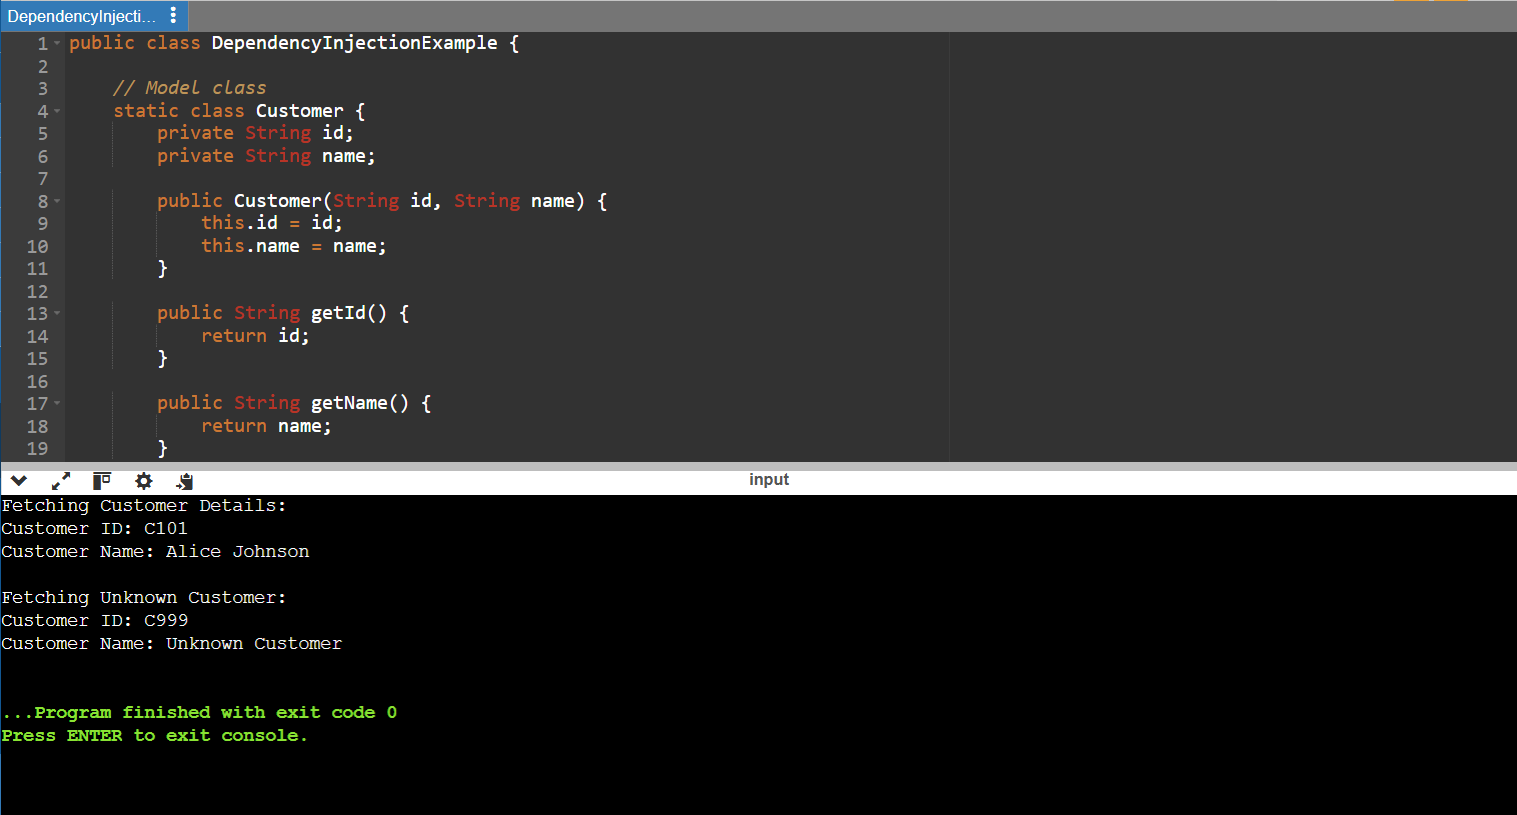 DependencyInjecti...
1 public class DependencyInjectionExample {
2
3     // Model class
4     static class Customer {
5         private String id;
6         private String name;
7
8         public Customer(String id, String name) {
9             this.id = id;
10             this.name = name;
11         }
12
13         public String getId() {
14             return id;
15         }
16
17         public String getName() {
18             return name;
19         }
input
Fetching Customer Details:
Customer ID: C101
Customer Name: Alice Johnson
Fetching Unknown Customer:
Customer ID: C999
Customer Name: Unknown Customer
...Program finished with exit code 0
Press ENTER to exit console.